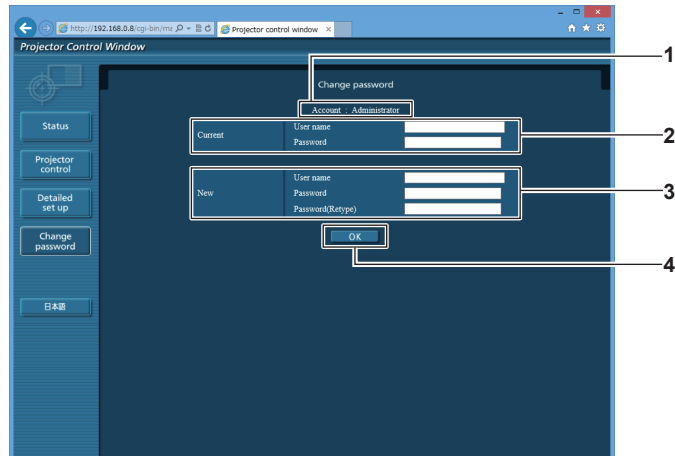 http://192.168.0.8/cgi-bin/ma
Projector control window
Projector Control Window
1
Change password
Account : Administrator
Status
Current
User name
Password
2
Projector
control
New
User name
Password
Password(Retype)
3
Detailed
set up
Change
password
OK
4
日本語